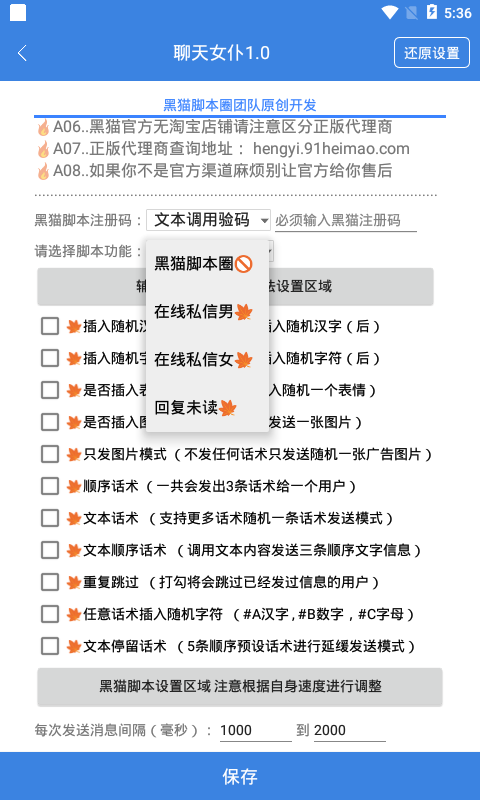 5:36
聊天女仆1.0
还原设置
黑猫脚本圈团队原创开发
🔥A06..黑猫官方无淘宝店铺请注意区分正版代理商
🔥A07..正版代理商查询地址： hengyi.91heimao.com
🔥A08..如果你不是官方渠道麻烦别让官方给你售后
黑猫脚本注册码： 文本调用验码 必须输入黑猫注册码
请选择脚本功能：
黑猫脚本圈🚫
在线私信男🍁
在线私信女🍁
回复未读🍁
设置区域
🍁插入随机 插入随机汉字（后）
🍁插入随机字 插入随机字符（后）
🍁是否插入表 入随机一个表情）
🍁是否插入图 发送一张图片）
🍁只发图片模式（不发任何话术只发送随机一张广告图片）
🍁顺序话术 （一共会发出3条话术给一个用户）
🍁文本话术 （支持更多话术随机一条话术发送模式）
🍁文本顺序话术 （调用文本内容发送三条顺序文字信息）
🍁重复跳过 （打勾将会跳过已经发过信息的用户）
🍁任意话术插入随机字符 （#A汉字，#B数字，#C字母）
🍁文本停留话术 （5条顺序预设话术进行延缓发送模式）
黑猫脚本设置区域 注意根据自身速度进行调整
每次发送消息间隔（毫秒）： 1000 到 2000
保存